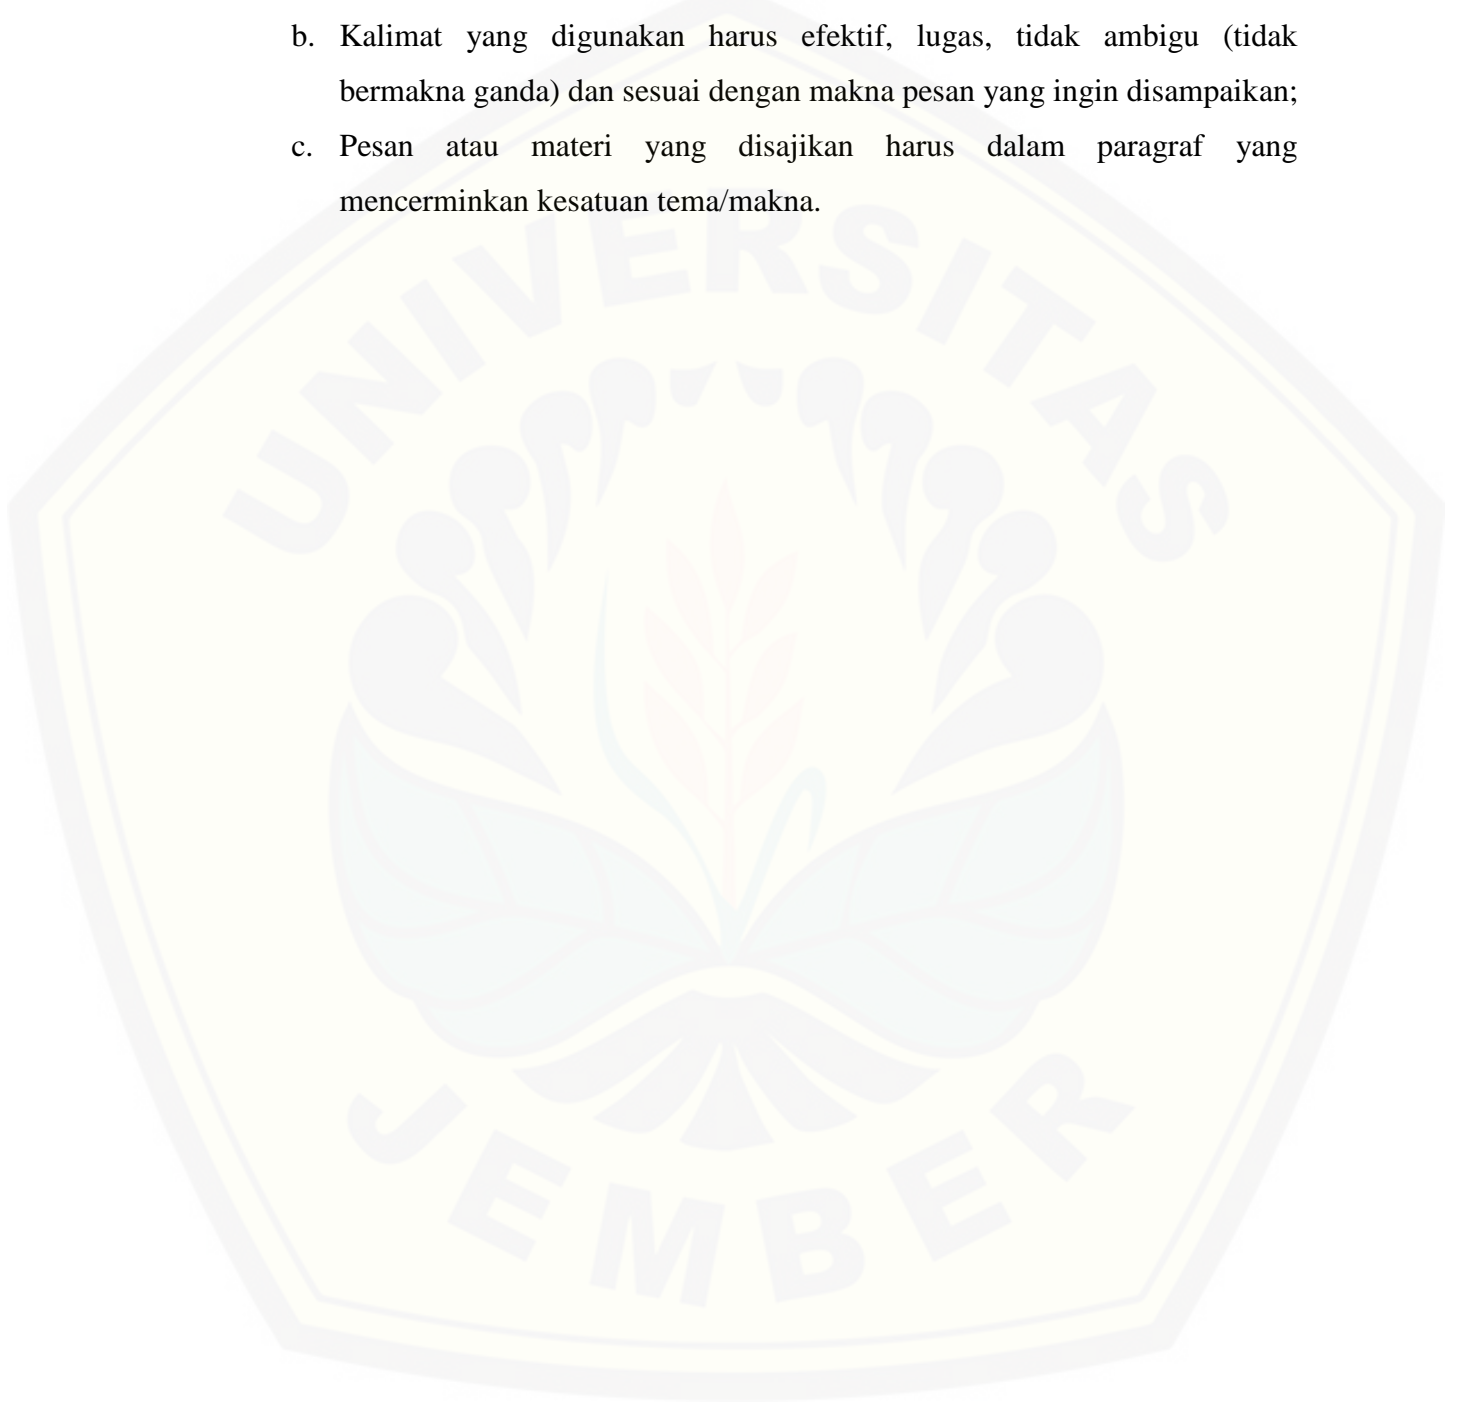 b. Kalimat yang digunakan harus efektif, lugas, tidak ambigu (tidak
bermakna ganda) dan sesuai dengan makna pesan yang ingin disampaikan;
c. Pesan atau materi yang disajikan harus dalam paragraf yang
mencerminkan kesatuan tema/makna.
UNIVERSITAS
JEMBER